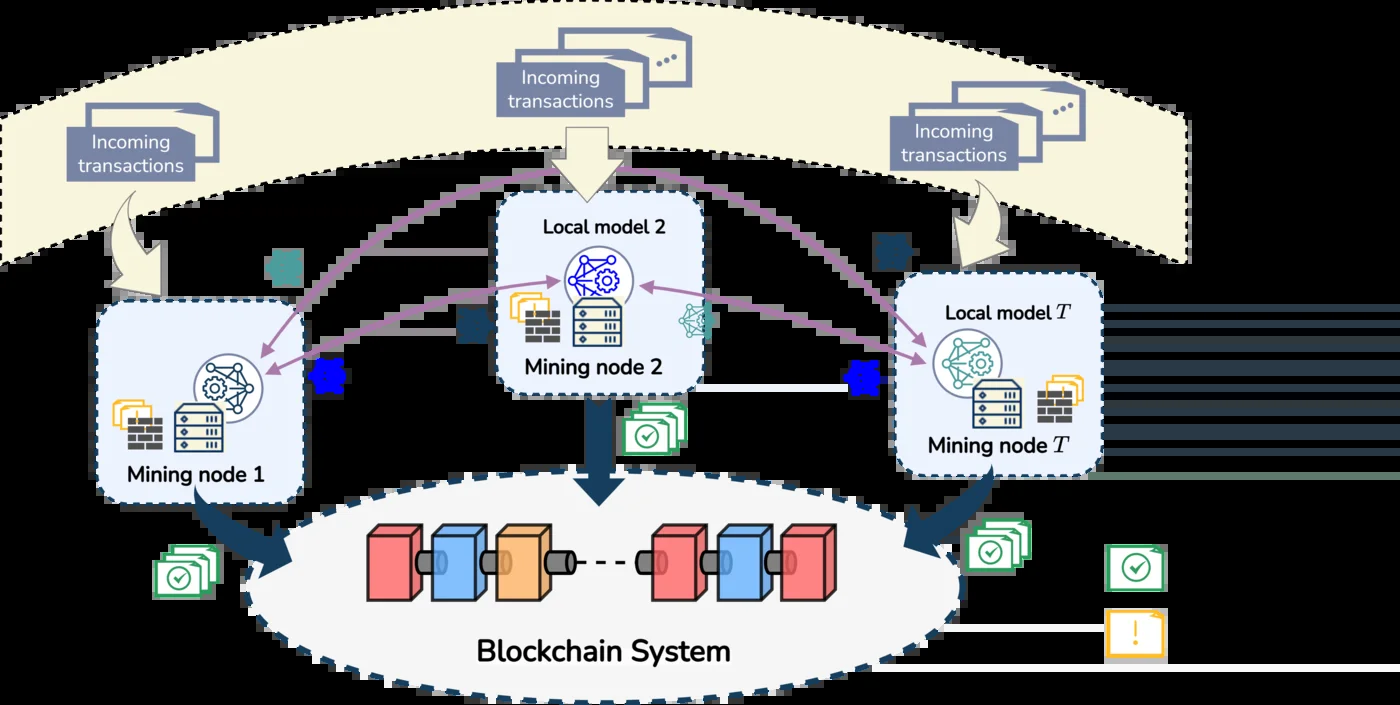 Incoming
transactions
Incoming
transactions
Incoming
transactions
Local model 2
Mining node 2
Local model T
Mining node T
Mining node 1
Blockchain System